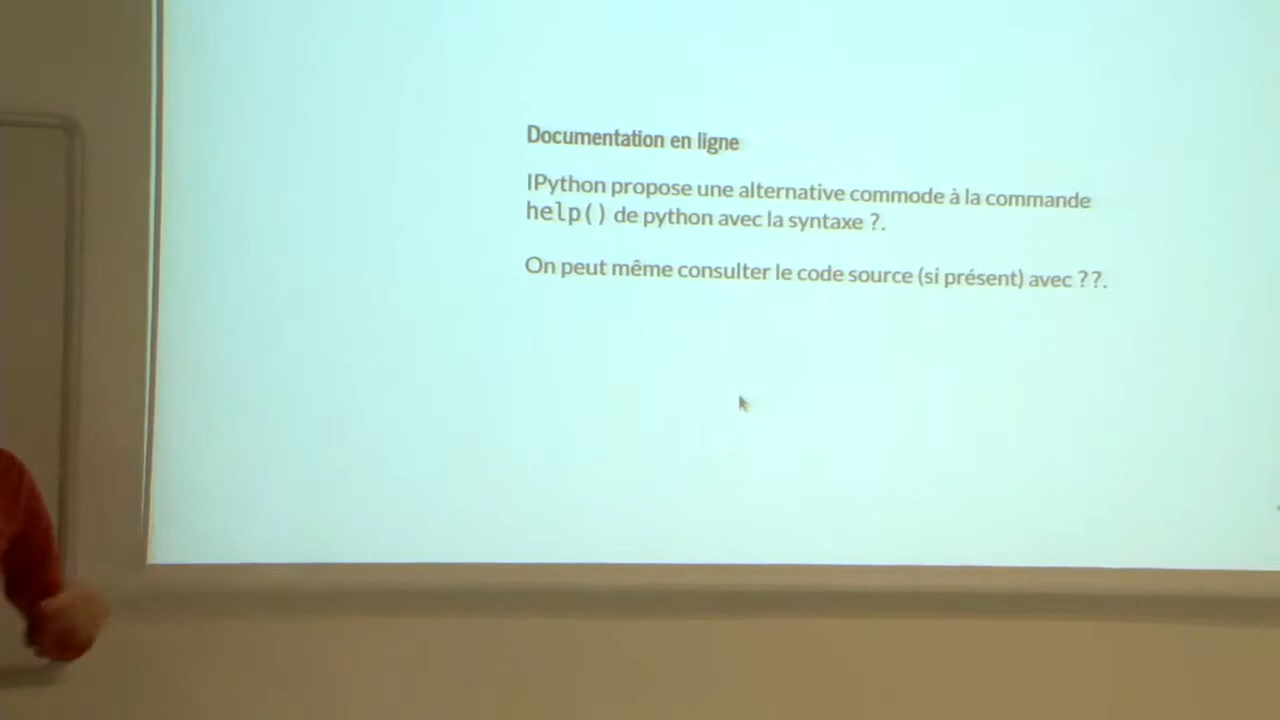 Documentation en ligne
IPython propose une alternative commode à la commande
help() de python avec la syntaxe ?.
On peut même consulter le code source (si présent) avec ??.